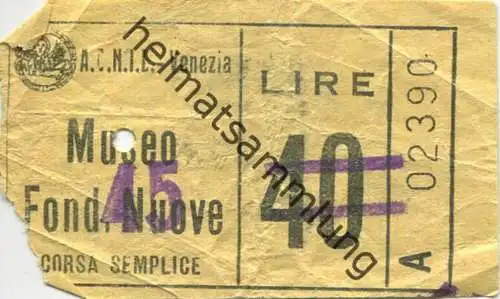 A.C.N.I.L. Venezia
Museo
45
Fond. Nuove
CORSA SEMPLICE
LIRE
40
A 02390
heimatsammlung